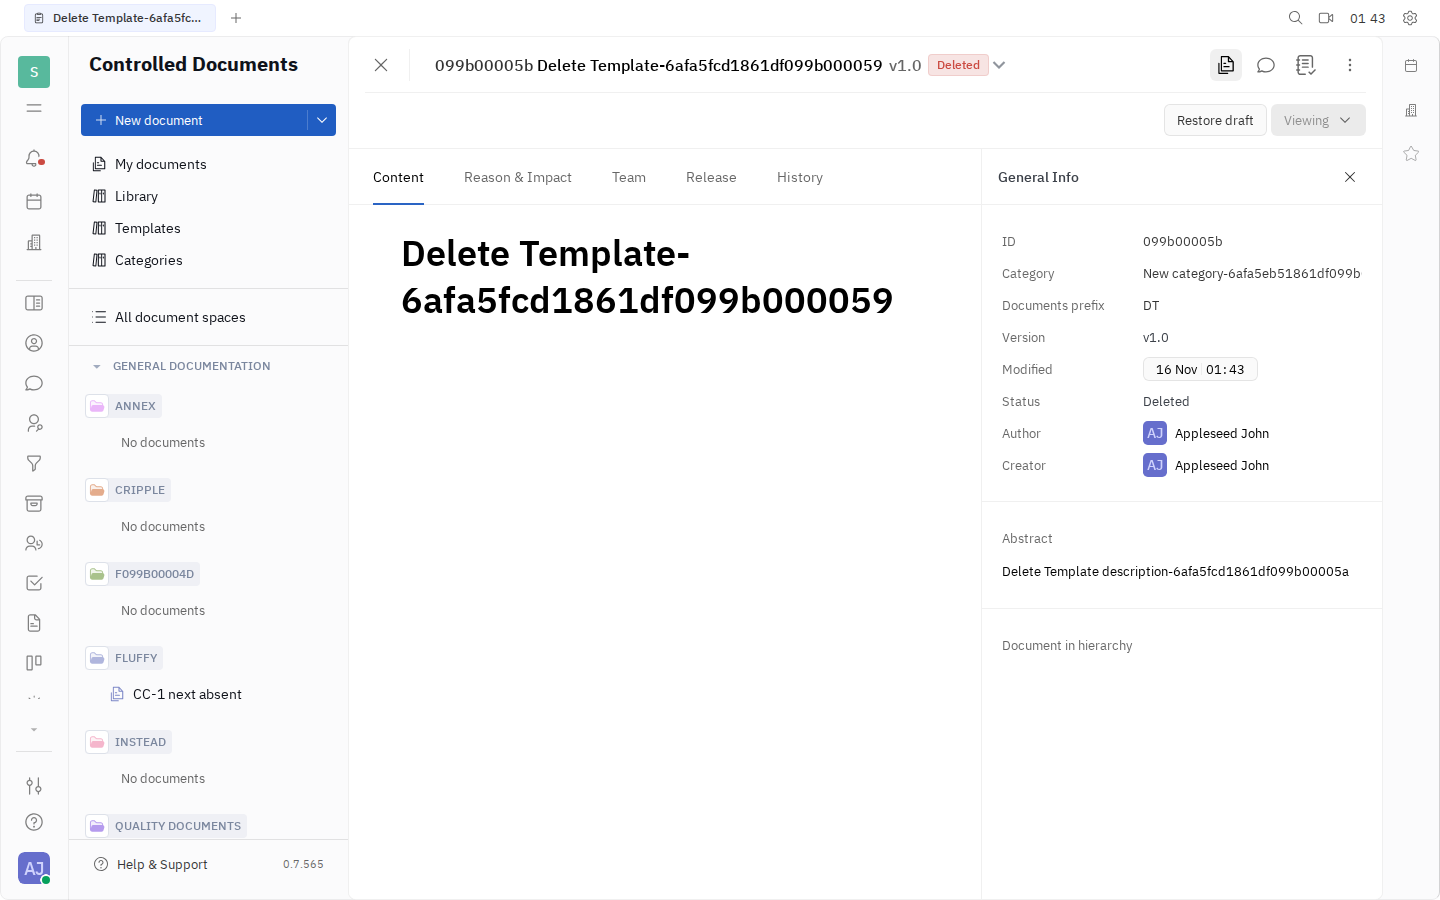 Delete Template-6afa5fc...
01 43
S
Controlled Documents
099b00005b Delete Template-6afa5fcd1861df099b000059 v1.0 Deleted
New document
Restore draft
Viewing
My documents
Library
Templates
Categories
Content
Reason & Impact
Team
Release
History
General Info
Delete Template-
6afa5fcd1861df099b000059
ID 099b00005b
Category New category-6afa5eb51861df099b
Documents prefix DT
Version v1.0
Modified 16 Nov 01:43
Status Deleted
Author AJ Appleseed John
Creator AJ Appleseed John
All document spaces
GENERAL DOCUMENTATION
ANNEX
No documents
CRIPPLE
No documents
F099B00004D
No documents
FLUFFY
CC-1 next absent
INSTEAD
No documents
QUALITY DOCUMENTS
Abstract
Delete Template description-6afa5fcd1861df099b00005a
Document in hierarchy
Help & Support 0.7.565
AJ